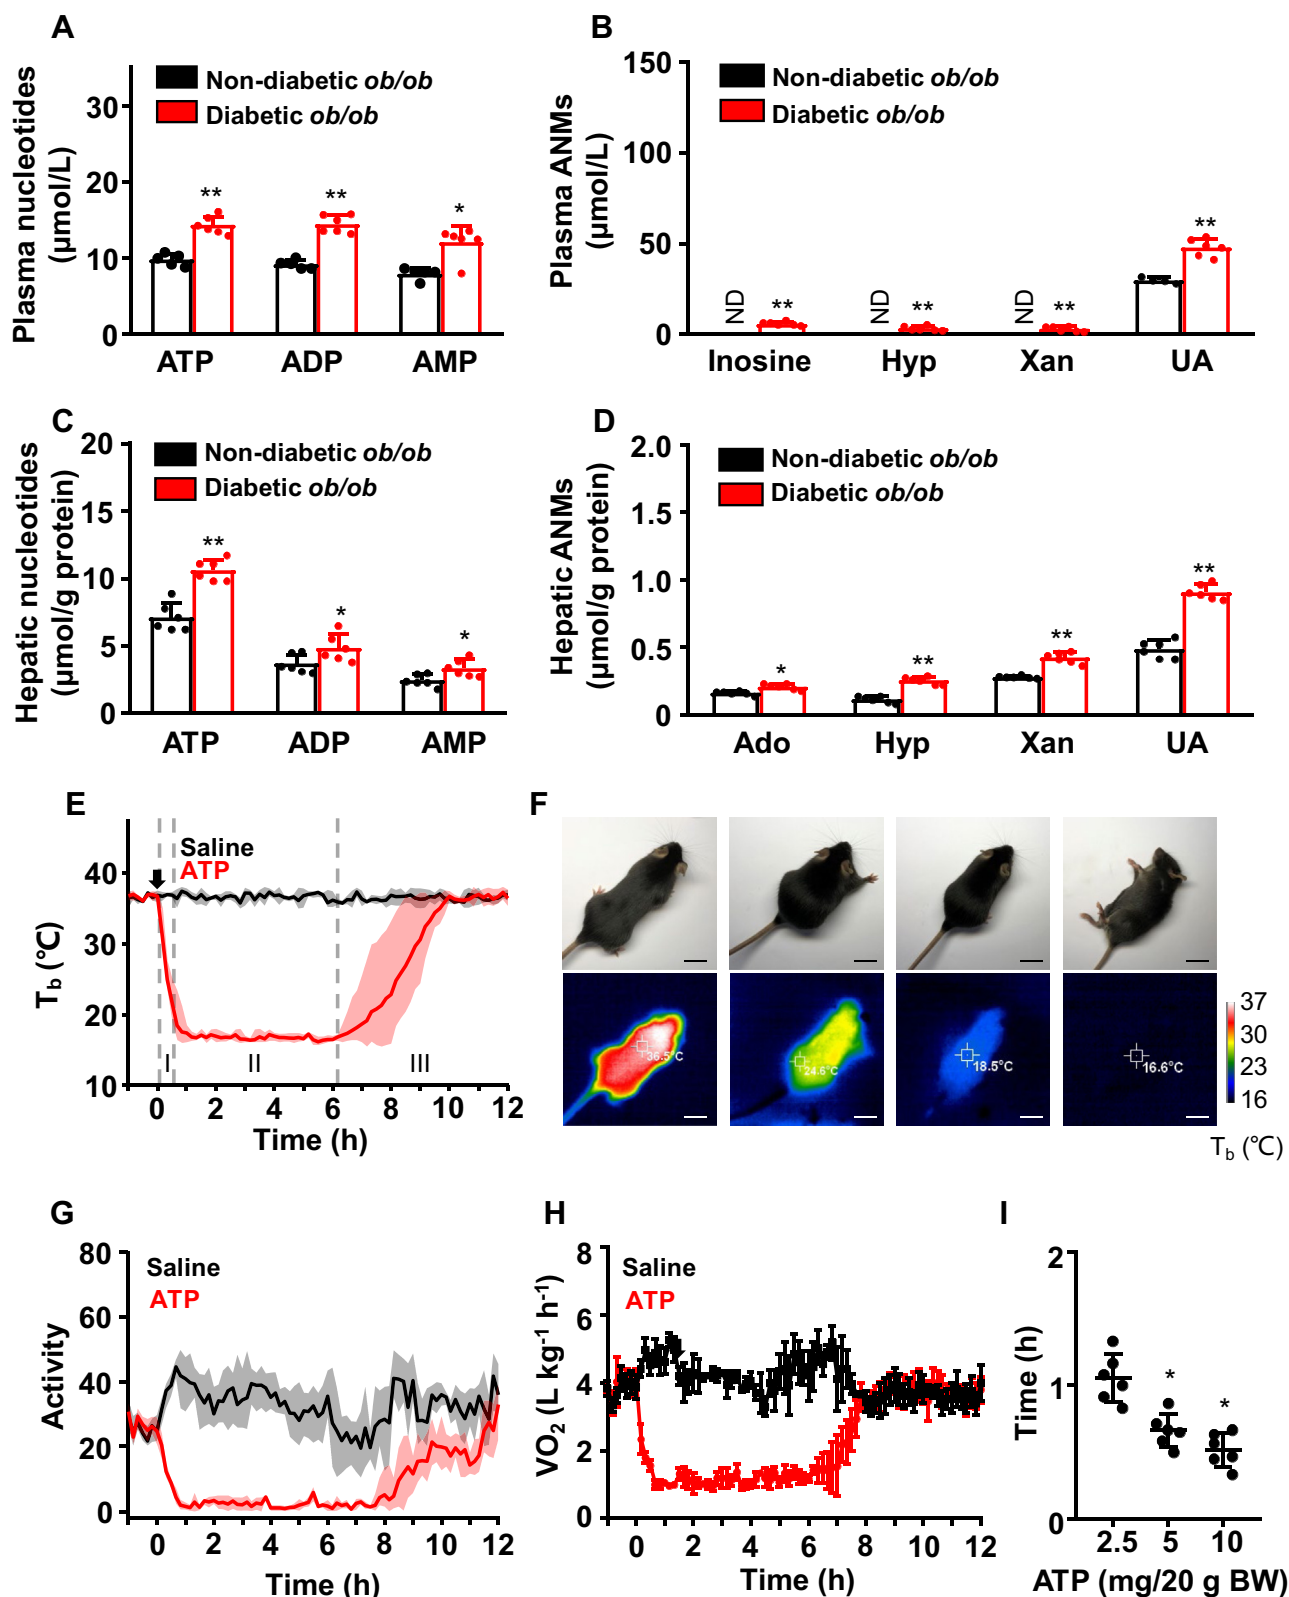 A
Plasma nucleotides
(μmol/L)
30
20
10
0
Non-diabetic ob/ob
Diabetic ob/ob
**
**
*
ATP ADP AMP
B
Plasma ANMs
(μmol/L)
150
100
50
0
Non-diabetic ob/ob
Diabetic ob/ob
ND ** ND ** ND ** **
Inosine Hyp Xan UA
C
Hepatic nucleotides
(μmol/g protein)
20
15
10
5
0
Non-diabetic ob/ob
Diabetic ob/ob
**
*
*
ATP ADP AMP
D
Hepatic ANMs
(μmol/g protein)
2.0
1.5
1.0
0.5
0
Non-diabetic ob/ob
Diabetic ob/ob
*
**
**
**
Ado Hyp Xan UA
E
Tb (℃)
40
30
20
10
Saline
ATP
I II III
0 2 4 6 8 10 12
Time (h)
F
36.5°C
24.6°C
18.5°C
16.6°C
37
30
23
16
Tb (℃)
G
Activity
80
60
40
20
0
Saline
ATP
0 2 4 6 8 10 12
Time (h)
H
VO2 (L kg-1 h-1)
8
6
4
2
0
Saline
ATP
0 2 4 6 8 10 12
Time (h)
I
Time (h)
2
1
0
*
*
2.5 5 10
ATP (mg/20 g BW)